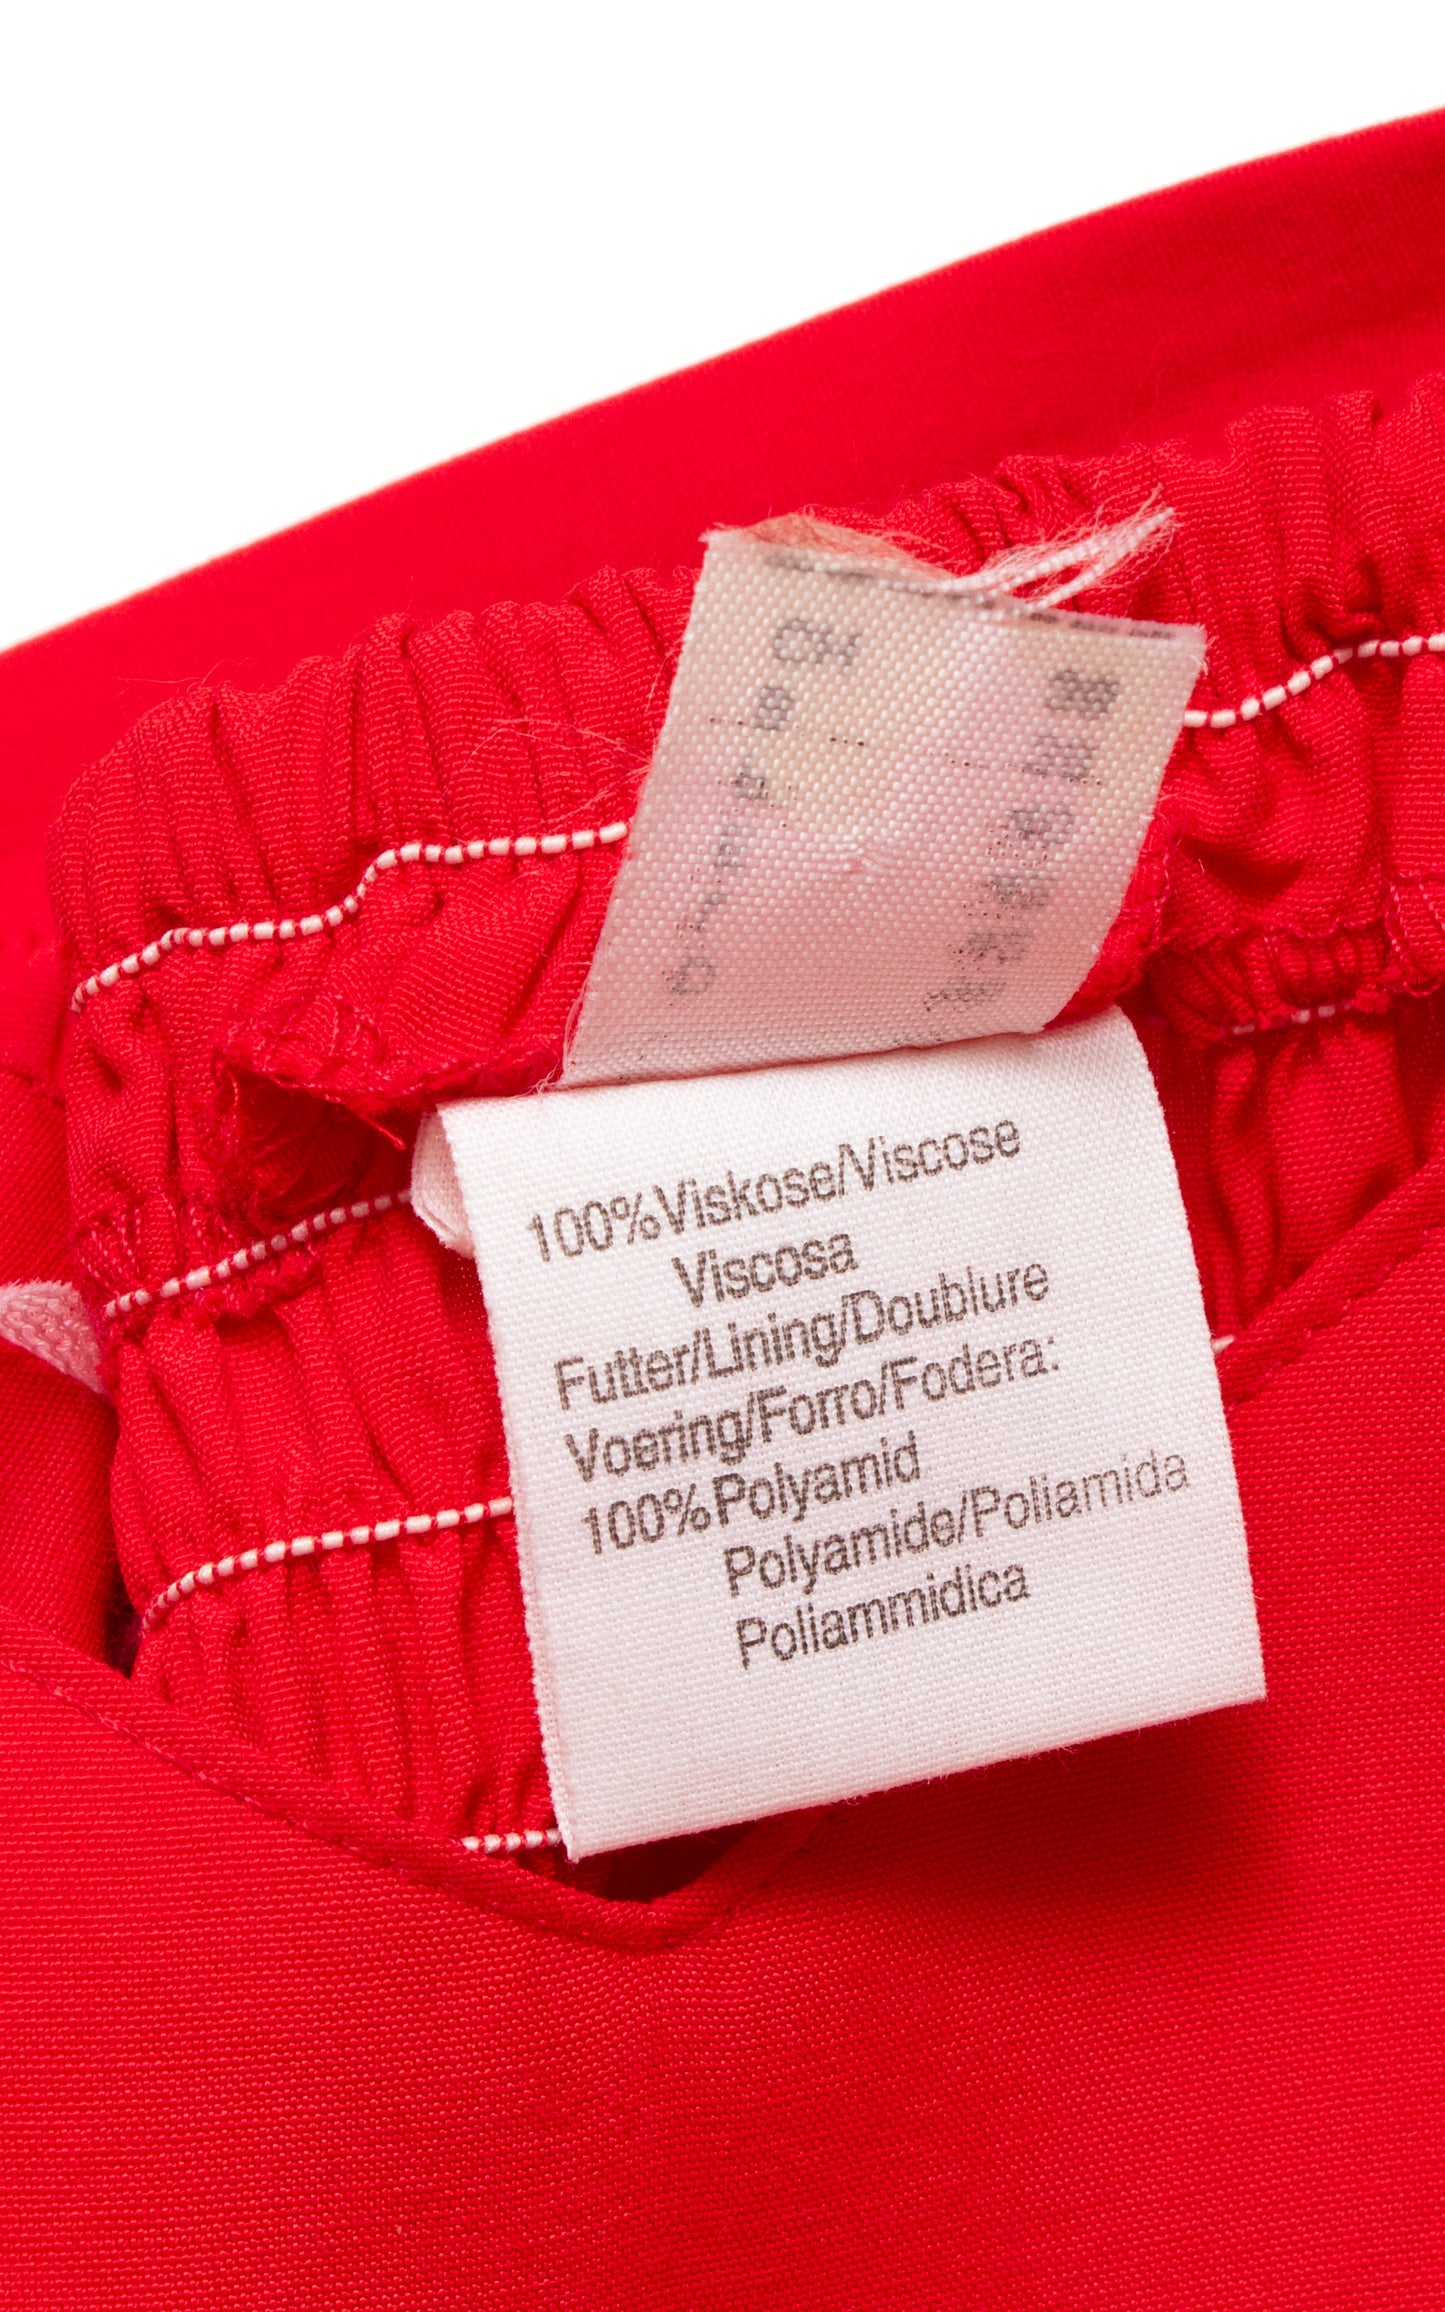 100%Viskose/Viscose
Viscosa
Futter/Lining/Doublure
Voering/Forro/Fodera:
100%Polyamid
Polyamide/Poliamida
Poliammidica